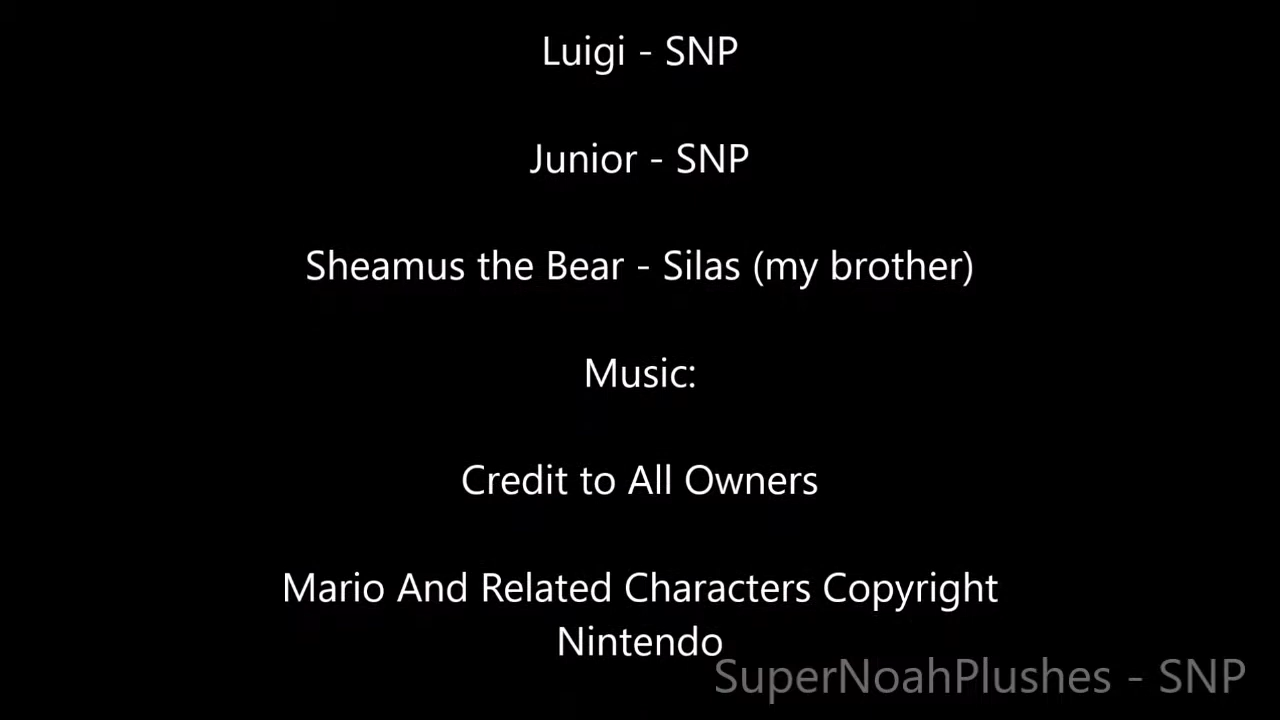 Luigi - SNP
Junior - SNP
Sheamus the Bear - Silas (my brother)
Music:
Credit to All Owners
Mario And Related Characters Copyright
Nintendo
SuperNoahPlushes - SNP